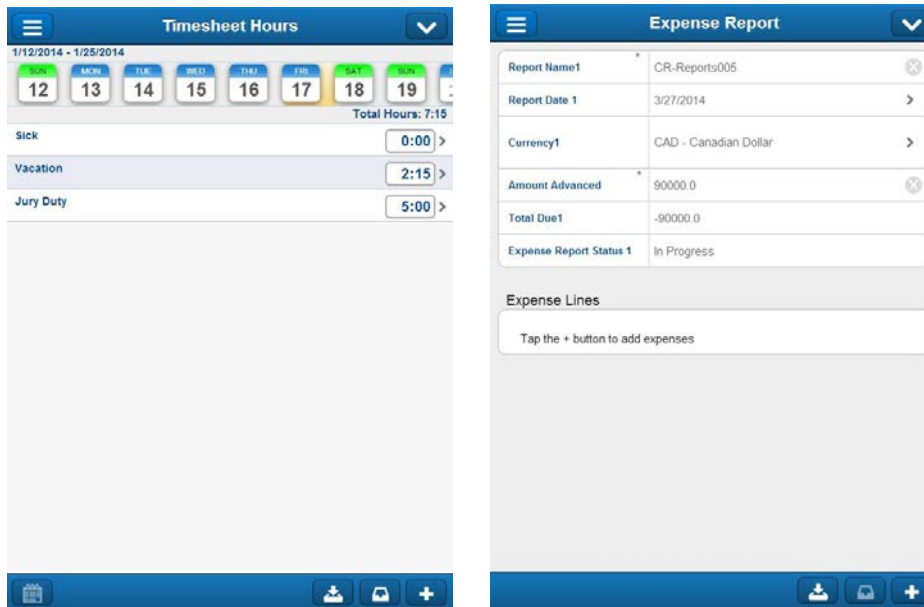 Timesheet Hours
1/12/2014 - 1/25/2014
SUN MON TUE WED THU FRI SAT SUN
12 13 14 15 16 17 18 19
Total Hours: 7:15
Sick 0:00
Vacation 2:15
Jury Duty 5:00
Expense Report
Report Name1 * CR-Reports005
Report Date 1 3/27/2014
Currency1 CAD - Canadian Dollar
Amount Advanced * 90000.0
Total Due1 -90000.0
Expense Report Status 1 In Progress
Expense Lines
Tap the + button to add expenses